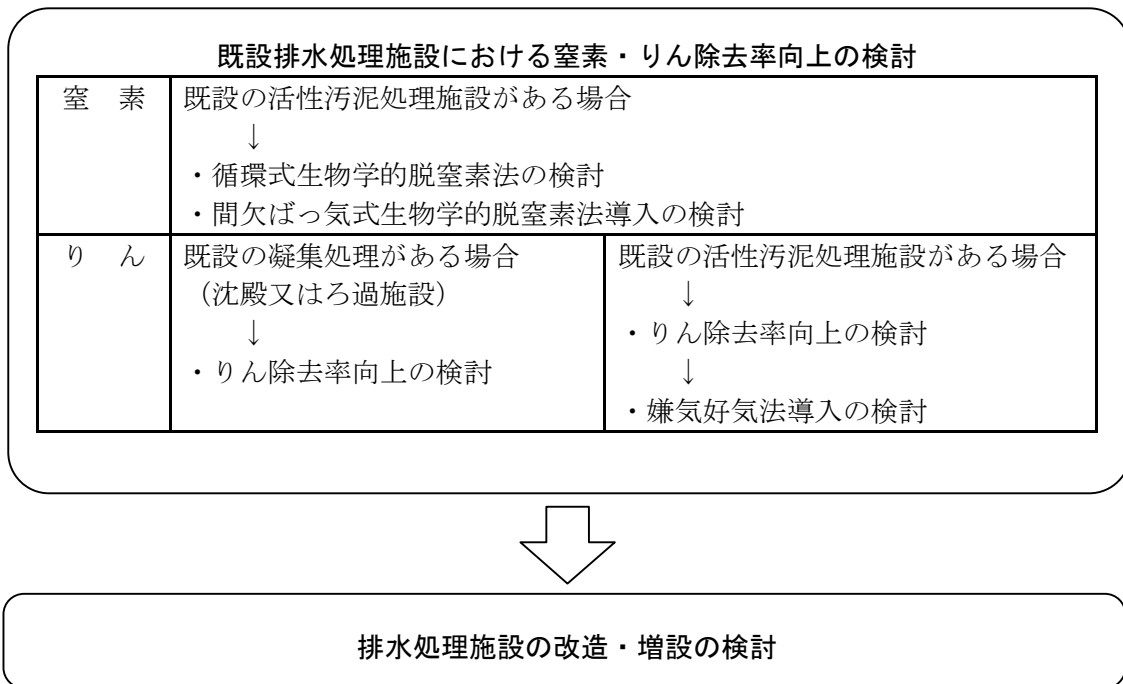 既設排水処理施設における窒素・りん除去率向上の検討
窒　素
既設の活性汚泥処理施設がある場合
↓
・循環式生物学的脱窒素法の検討
・間欠ばっ気式生物学的脱窒素法導入の検討
り　ん
既設の凝集処理がある場合
（沈殿又はろ過施設）
↓
・りん除去率向上の検討
既設の活性汚泥処理施設がある場合
↓
・りん除去率向上の検討
↓
・嫌気好気法導入の検討
排水処理施設の改造・増設の検討